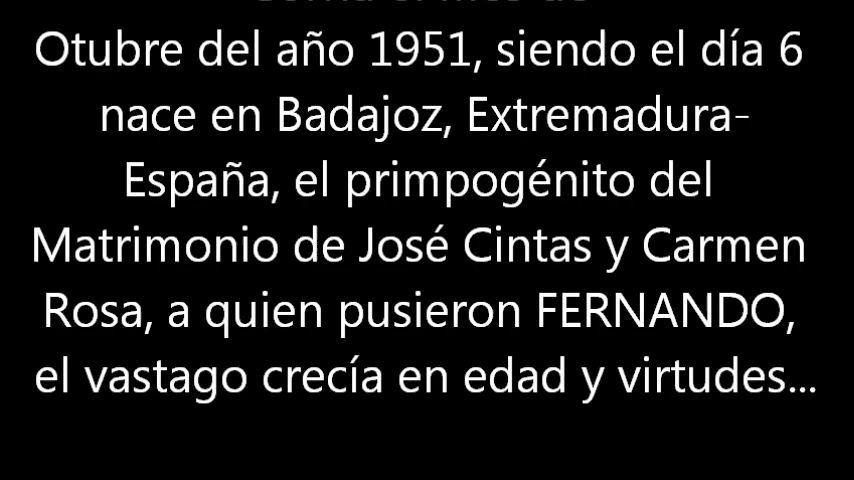 Otubre del año 1951, siendo el día 6
nace en Badajoz, Extremadura-
España, el primpogénito del
Matrimonio de José Cintas y Carmen
Rosa, a quien pusieron FERNANDO,
el vastago crecía en edad y virtudes...